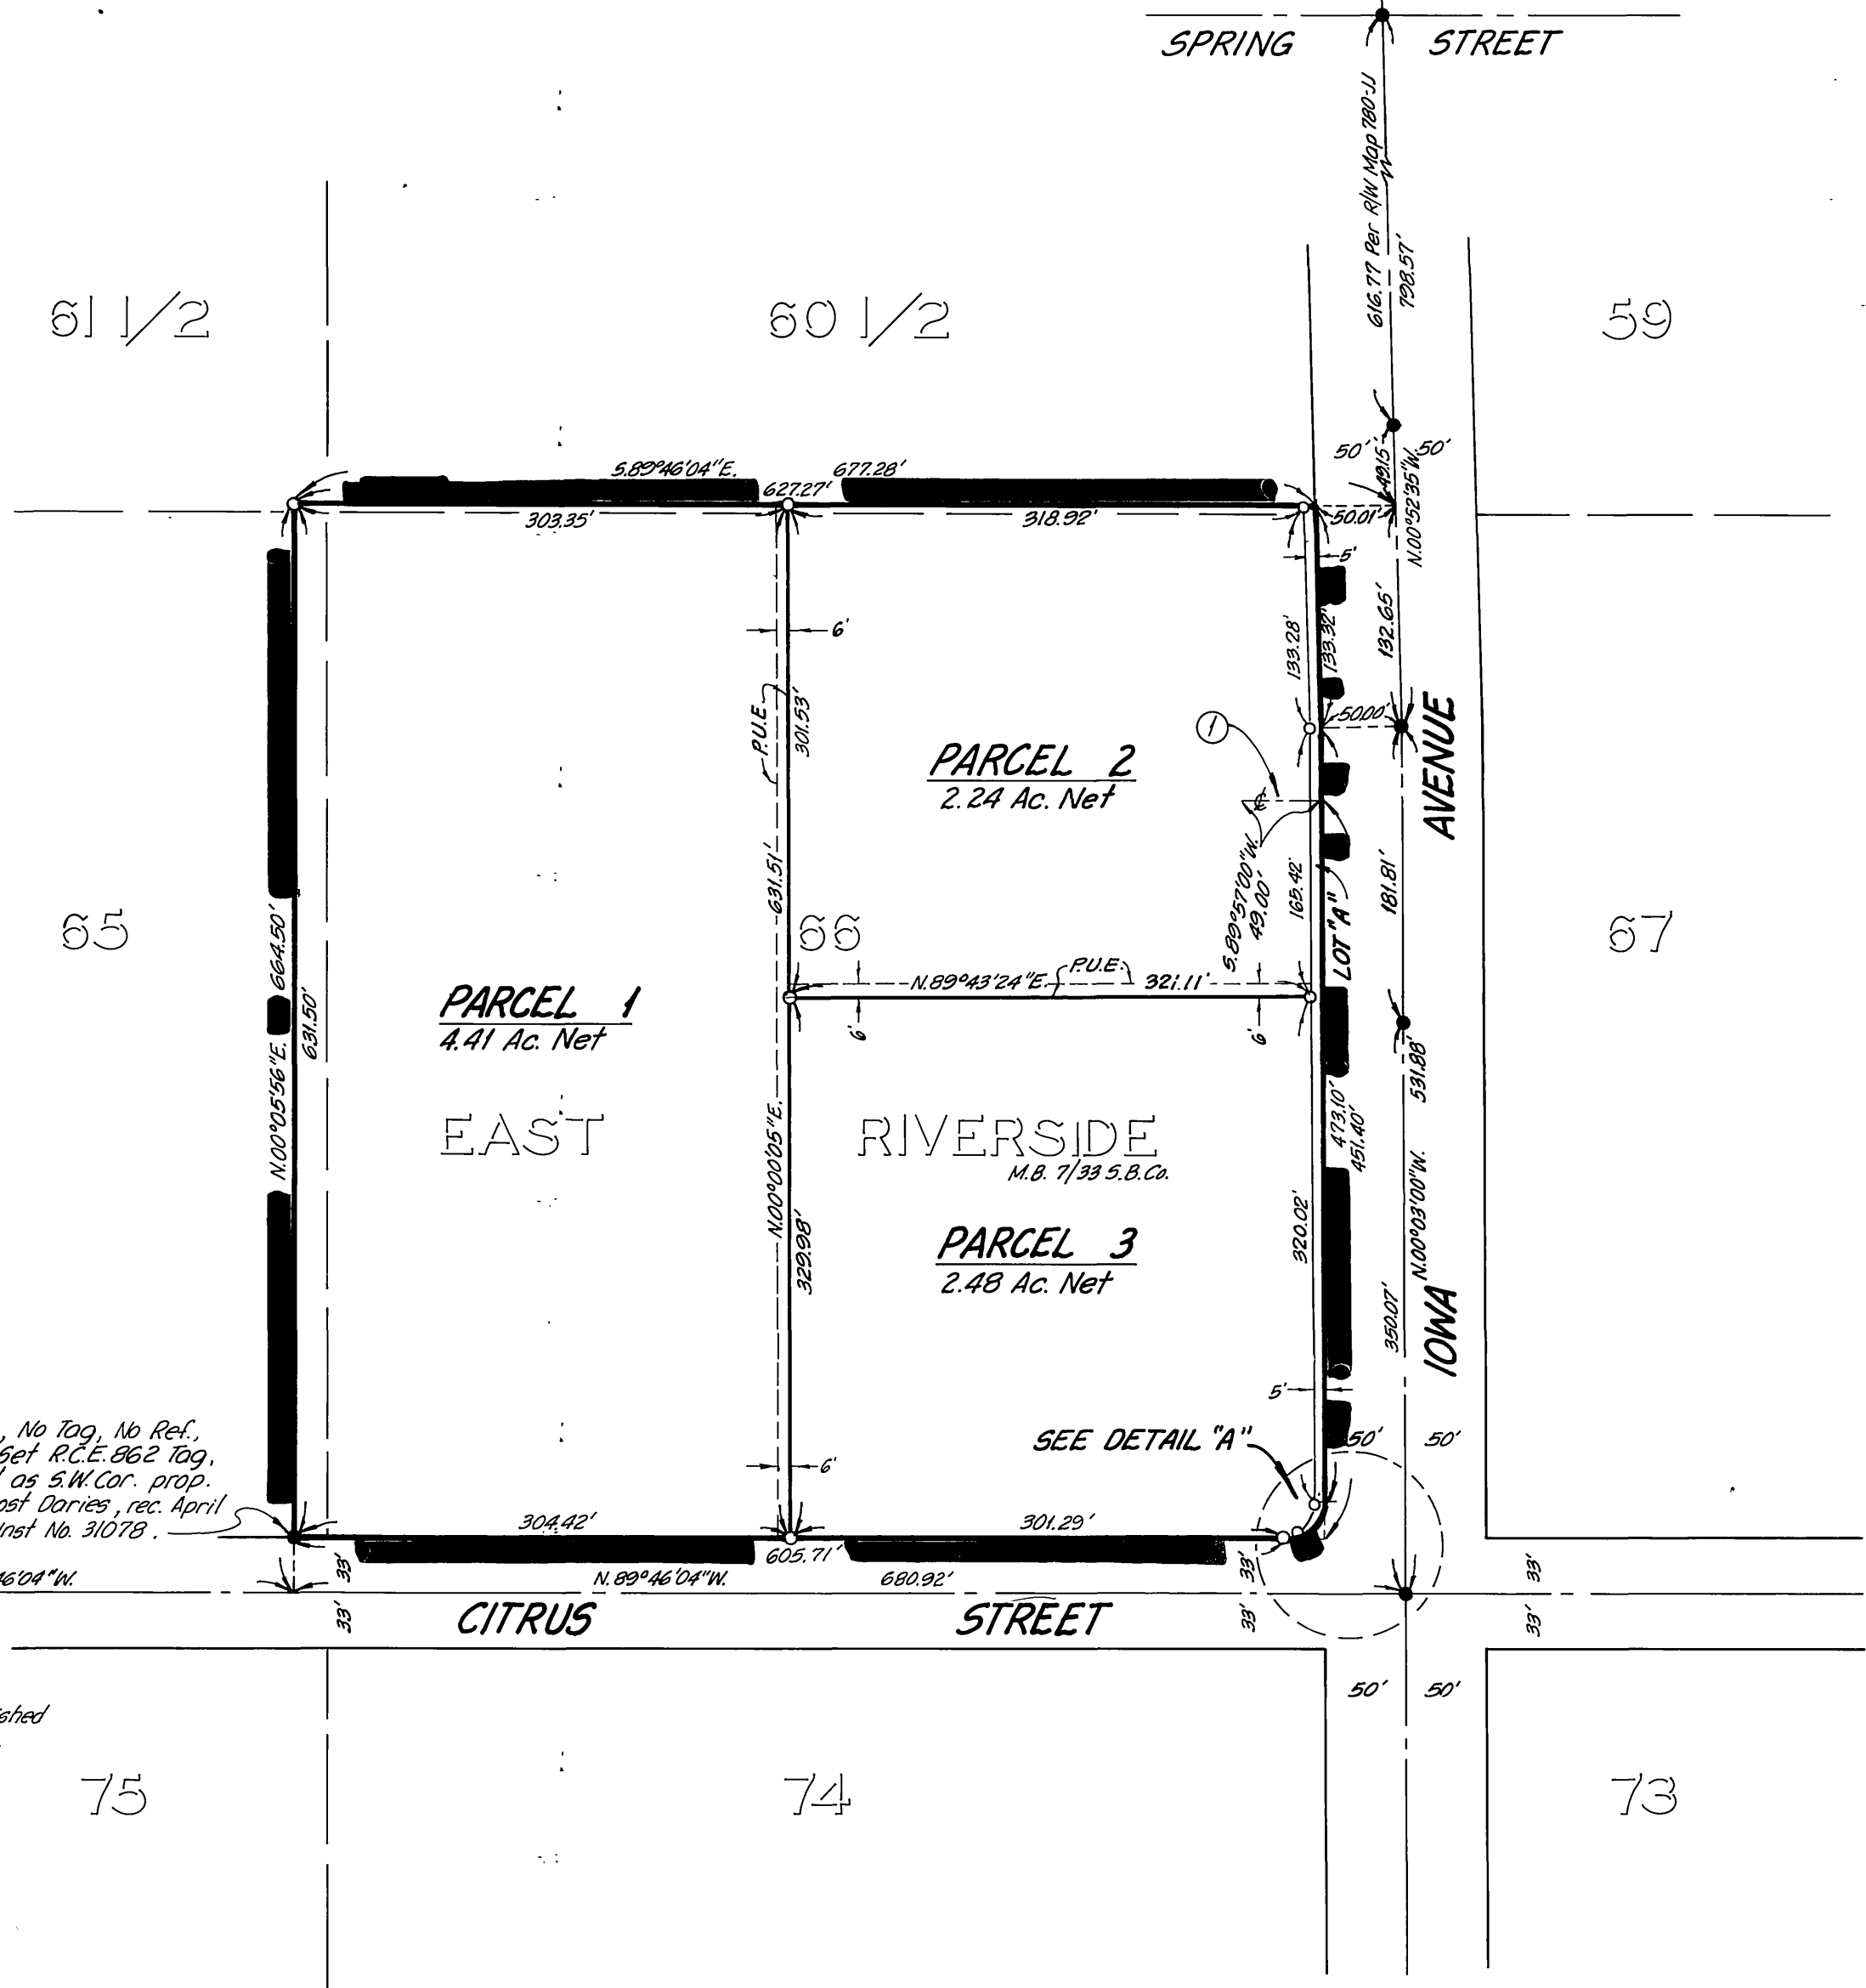 SPRING STREET
616.77 Per R/W Map 780-JJ
798.57'
61 1/2
60 1/2
59
50' 50'
49.15'
N.00°52'35"W.
S.89°46'04"E. 677.28'
627.27'
303.35'
318.92'
50.01'
5'
6'
133.28'
133.32'
132.65'
P.U.E.
301.53'
50.00'
1
PARCEL 2
2.24 Ac. Net
℄
AVENUE
S.89°57'00"W.
49.00'
165.42'
181.81'
LOT "A"
631.51'
65
66
67
N.00°05'56"E. 664.50'
631.50'
N.89°43'24"E. P.U.E. 321.11'
6'
6'
PARCEL 1
4.41 Ac. Net
531.88'
473.10'
451.40'
EAST RIVERSIDE
M.B. 7/33 S.B.Co.
N.00°00'05"E.
329.98'
320.02'
N.00°03'00"W.
PARCEL 3
2.48 Ac. Net
350.07'
IOWA
5'
SEE DETAIL "A"
50' 50'
, No Tag, No Ref.,
Set R.C.E. 862 Tag,
as S.W. Cor. prop.
Daries, rec. April
Inst No. 31078.
6'
304.42'
301.29'
605.71'
33'
33'
33'
46'04"W.
N.89°46'04"W. 680.92'
33'
33'
33'
CITRUS STREET
50' 50'
shed
75
74
73